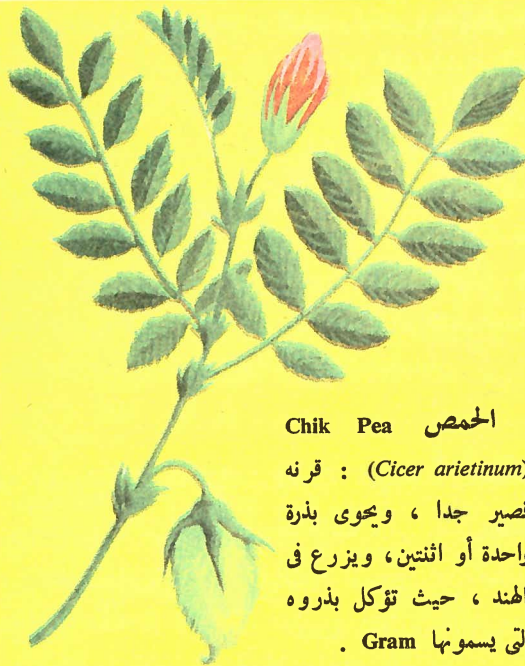 الحمص Chik Pea
(Cicer arietinum) : قرنه
قصير جدا ، ويحوى بذرة
واحدة أو اثنتين، ويزرع فى
الهند ، حيث تؤكل بذروه
التى يسمونها Gram .